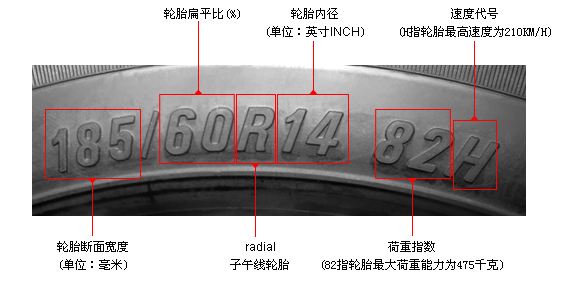 轮胎扁平比(%)
轮胎内径
(单位：英寸INCH)
速度代号
(H指轮胎最高速度为210KM/H)
185/60R14 82H
轮胎断面宽度
(单位：毫米)
radial
子午线轮胎
荷重指数
(82指轮胎最大荷重能力为475千克)